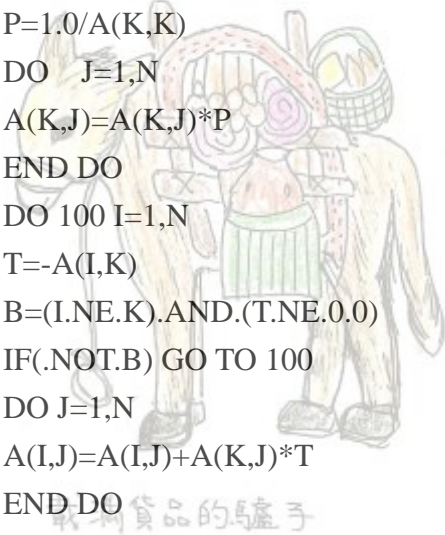 P=1.0/A(K,K)
DO J=1,N
A(K,J)=A(K,J)*P
END DO
DO 100 I=1,N
T=-A(I,K)
B=(I.NE.K).AND.(T.NE.0.0)
IF(.NOT.B) GO TO 100
DO J=1,N
A(I,J)=A(I,J)+A(K,J)*T
END DO
載滿貨品的驢子